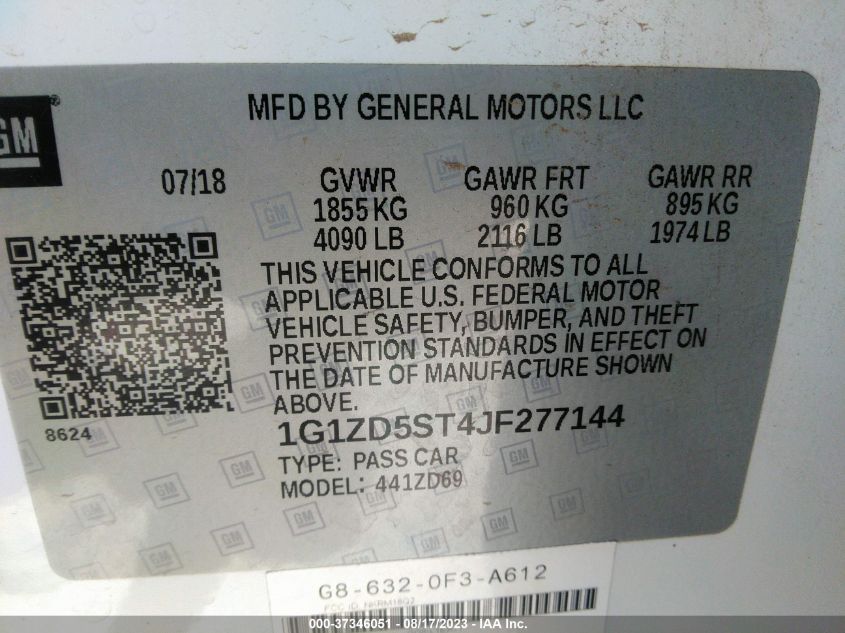 GM
MFD BY GENERAL MOTORS LLC
07/18 GVWR GAWR FRT GAWR RR
1855 KG 960 KG 895 KG
4090 LB 2116 LB 1974 LB
THIS VEHICLE CONFORMS TO ALL
APPLICABLE U.S. FEDERAL MOTOR
VEHICLE SAFETY, BUMPER, AND THEFT
PREVENTION STANDARDS IN EFFECT ON
THE DATE OF MANUFACTURE SHOWN
ABOVE.
8624
1G1ZD5ST4JF277144
TYPE: PASS CAR
MODEL: 441ZD69
G8-632-0F3-A612
FCC ID
000-37346051 - 08/17/2023 - IAA Inc.